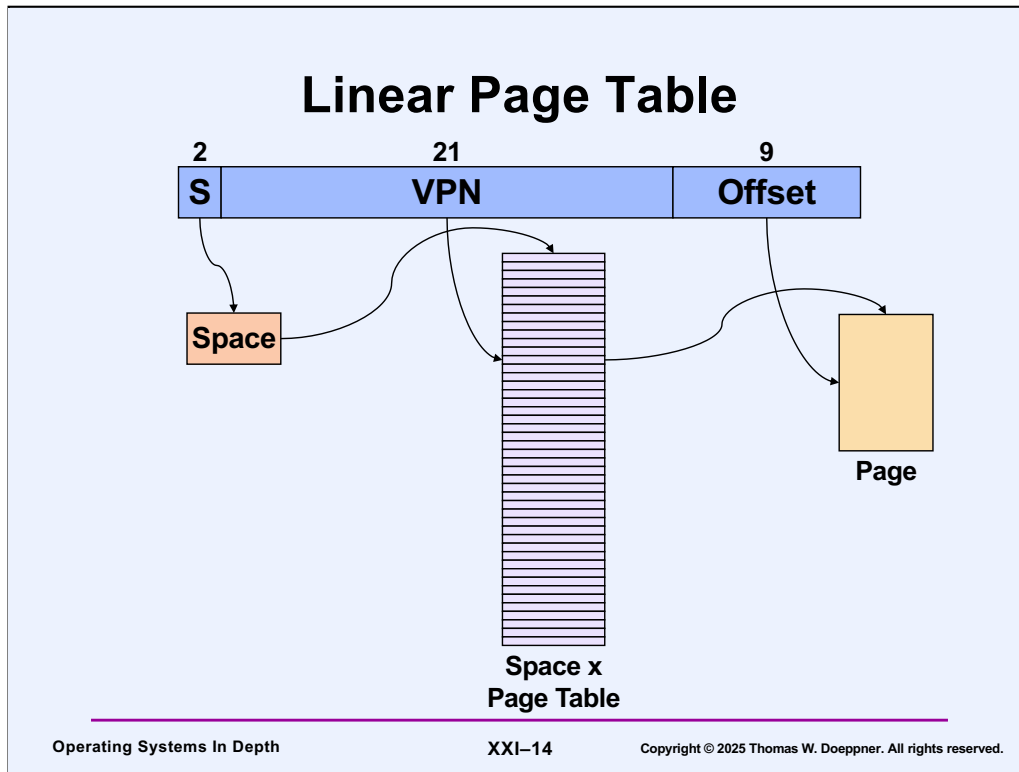 Linear Page Table
2 21 9
S VPN Offset
Space
Page
Space x
Page Table
Operating Systems In Depth XXI–14 Copyright © 2025 Thomas W. Doeppner. All rights reserved.